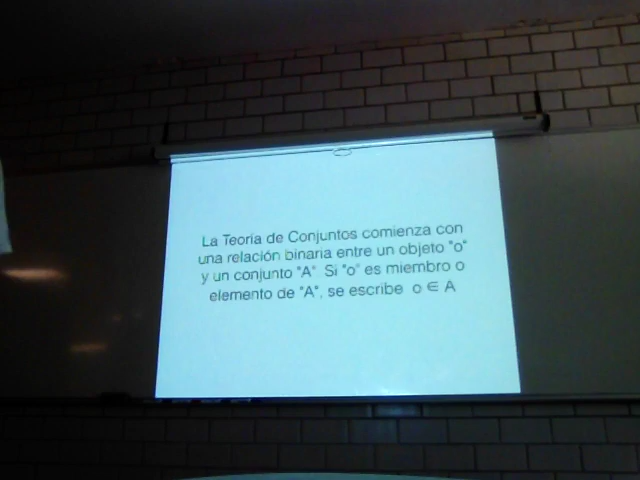 La Teoría de Conjuntos comienza con
una relación binaria entre un objeto "o"
y un conjunto "A" Si "o" es miembro o
elemento de "A", se escribe o ∈ A